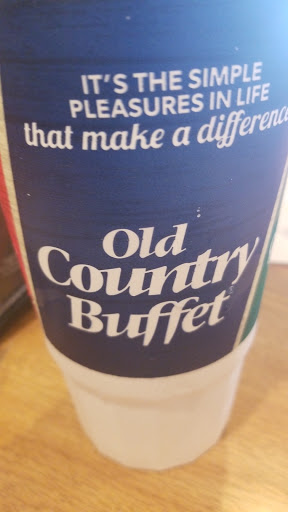 IT'S THE SIMPLE
PLEASURES IN LIFE
that make a difference
Old
Country
Buffet®